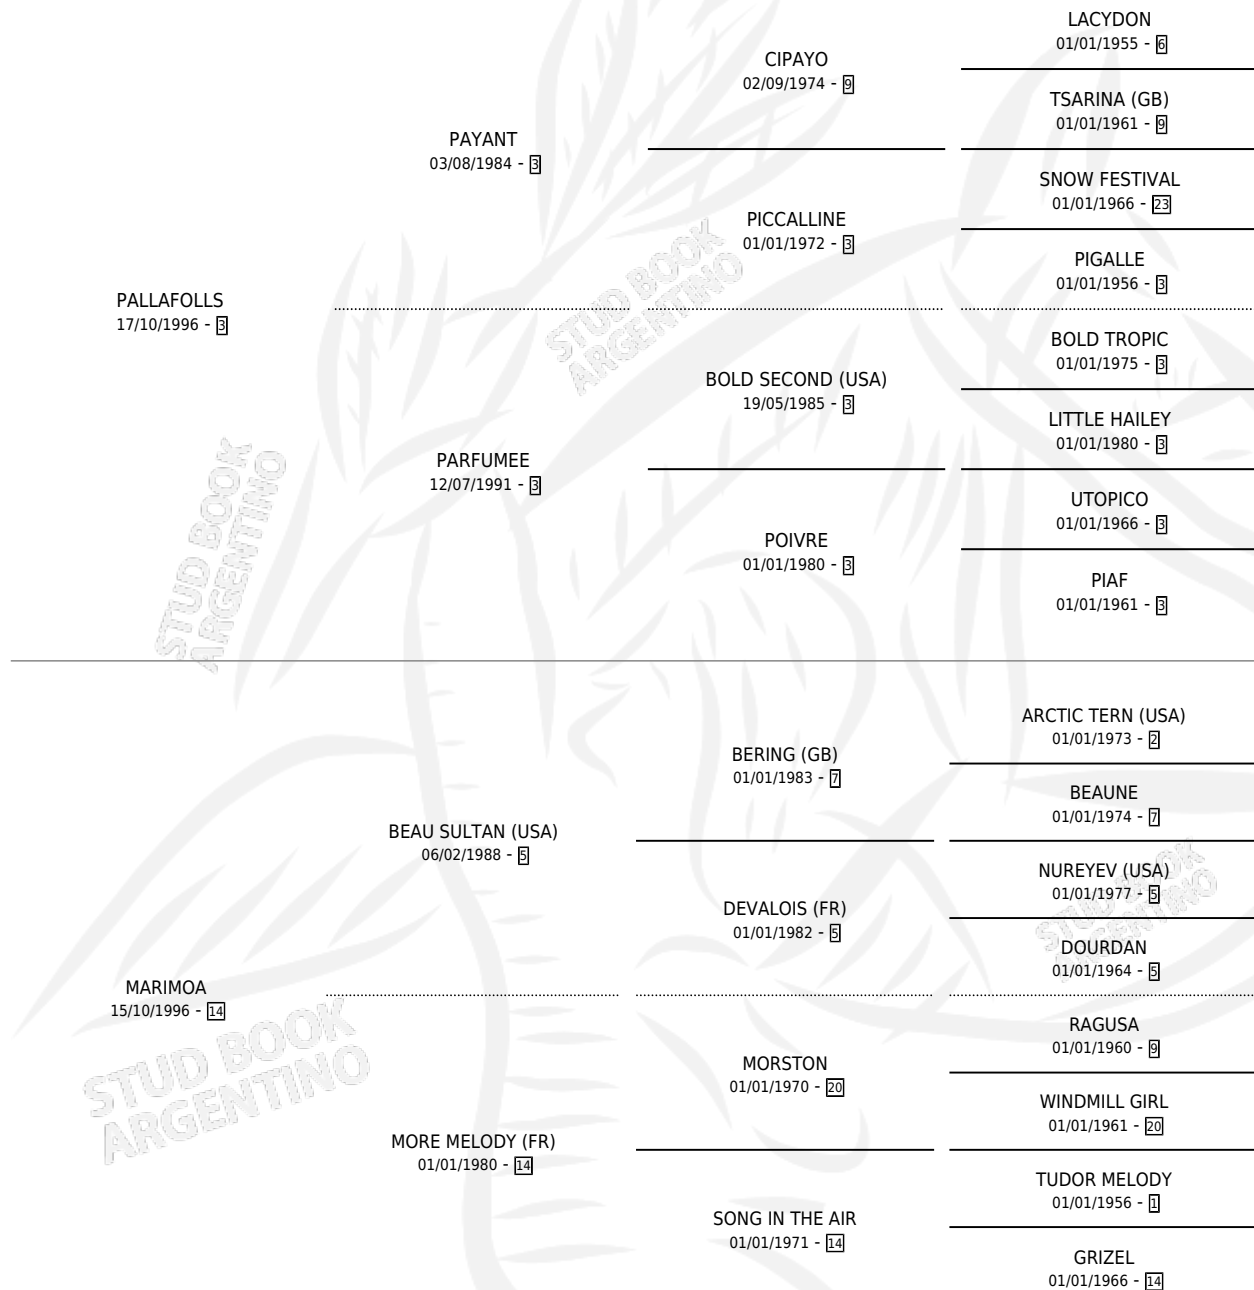 LACYDON
01/01/1955 - 6
CIPAYO
02/09/1974 - 9
TSARINA (GB)
01/01/1961 - 9
PAYANT
03/08/1984 - 3
SNOW FESTIVAL
01/01/1966 - 23
PICCALLINE
01/01/1972 - 3
PIGALLE
01/01/1956 - 3
PALLAFOLLS
17/10/1996 - 3
STUD BOOK
ARGENTINO
BOLD TROPIC
01/01/1975 - 3
BOLD SECOND (USA)
19/05/1985 - 3
LITTLE HAILEY
01/01/1980 - 3
PARFUMEE
12/07/1991 - 3
UTOPICO
01/01/1966 - 3
POIVRE
01/01/1980 - 3
PIAF
01/01/1961 - 3
STUD BOOK
ARGENTINO
ARCTIC TERN (USA)
01/01/1973 - 2
BERING (GB)
01/01/1983 - 7
BEAUNE
01/01/1974 - 7
BEAU SULTAN (USA)
06/02/1988 - 5
NUREYEV (USA)
01/01/1977 - 5
DEVALOIS (FR)
01/01/1982 - 5
DOURDAN
01/01/1964 - 5
STUD BOOK
ARGENTINO
MARIMOA
15/10/1996 - 14
RAGUSA
01/01/1960 - 9
MORSTON
01/01/1970 - 20
WINDMILL GIRL
01/01/1961 - 20
STUD BOOK
ARGENTINO
MORE MELODY (FR)
01/01/1980 - 14
TUDOR MELODY
01/01/1956 - 1
SONG IN THE AIR
01/01/1971 - 14
GRIZEL
01/01/1966 - 14